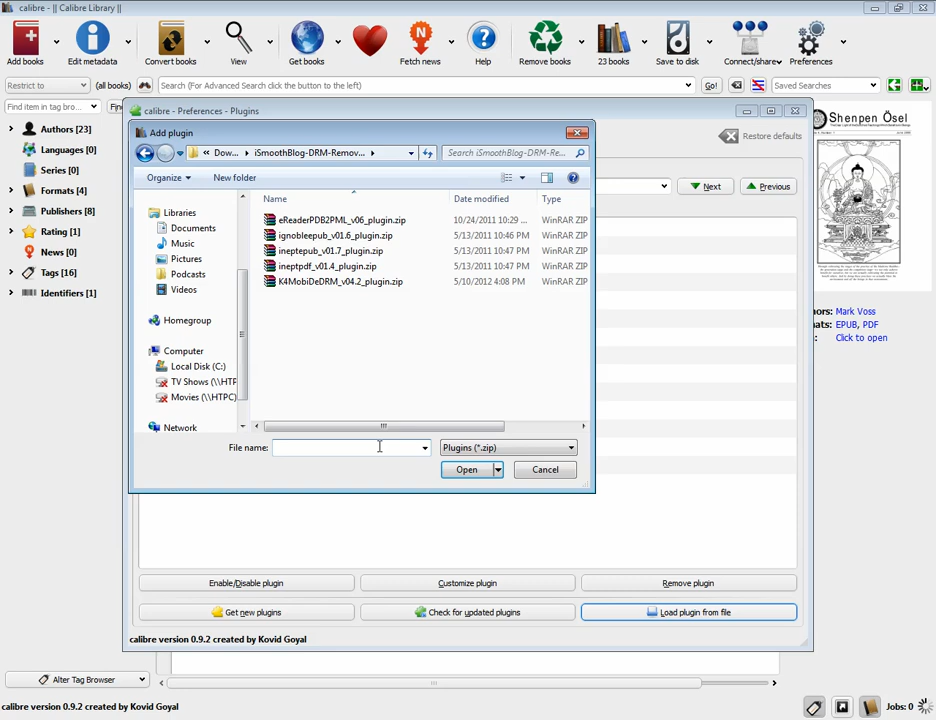 calibre - || Calibre Library ||
Add books
Edit metadata
Convert books
View
Get books
Fetch news
Help
Remove books
23 books
Save to disk
Connect/share
Preferences
Restrict to
(all books)
Search (For Advanced Search click the button to the left)
Go!
Saved Searches
Find item in tag brow...
Authors [23]
Languages [0]
Series [0]
Formats [4]
Publishers [8]
Rating [1]
News [0]
Tags [16]
Identifiers [1]
calibre - Preferences - Plugins
Restore defaults
Next
Previous
Add plugin
« Dow... iSmoothBlog-DRM-Remov...
Search iSmoothBlog-DRM-Re...
Organize
New folder
Name
Date modified
Type
Libraries
Documents
Music
Pictures
Videos
Podcasts
Homegroup
Computer
Local Disk (C:)
TV Shows (\\HTP
Movies (\\HTPC)
Network
eReaderPDB2PML_v06_plugin.zip 10/24/2011 10:29 ... WinRAR ZIP
ignobleepub_v01.6_plugin.zip 5/13/2011 10:46 PM WinRAR ZIP
ineptepub_v01.7_plugin.zip 5/13/2011 10:47 PM WinRAR ZIP
ineptpdf_v01.4_plugin.zip 5/13/2011 10:47 PM WinRAR ZIP
K4MobiDeDRM_v04.2_plugin.zip 5/10/2012 4:08 PM WinRAR ZIP
File name:
Plugins (*.zip)
Open
Cancel
Enable/Disable plugin
Customize plugin
Remove plugin
Get new plugins
Check for updated plugins
Load plugin from file
calibre version 0.9.2 created by Kovid Goyal
Shenpen Ösel
hors: Mark Voss
nats: EPUB, PDF
: Click to open
Alter Tag Browser
calibre version 0.9.2 created by Kovid Goyal
Jobs: 0